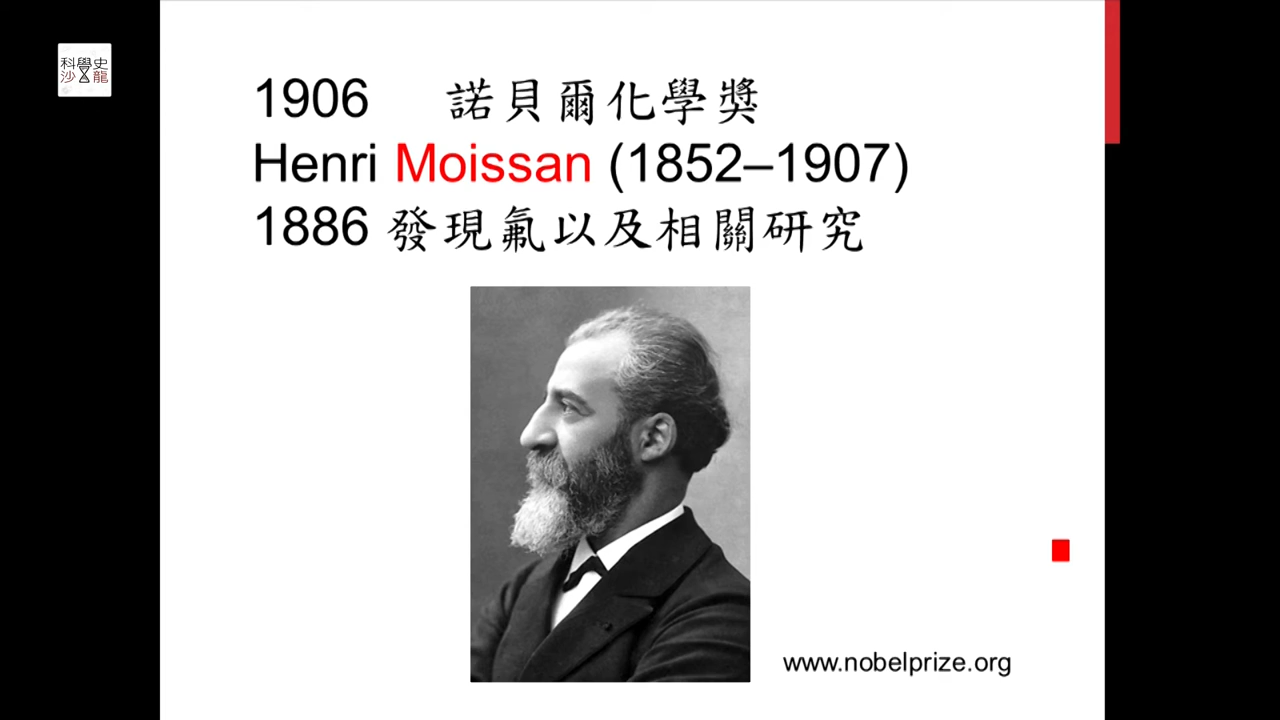 科學史
沙龍
1906 諾貝爾化學獎
Henri Moissan (1852–1907)
1886 發現氟以及相關研究
www.nobelprize.org